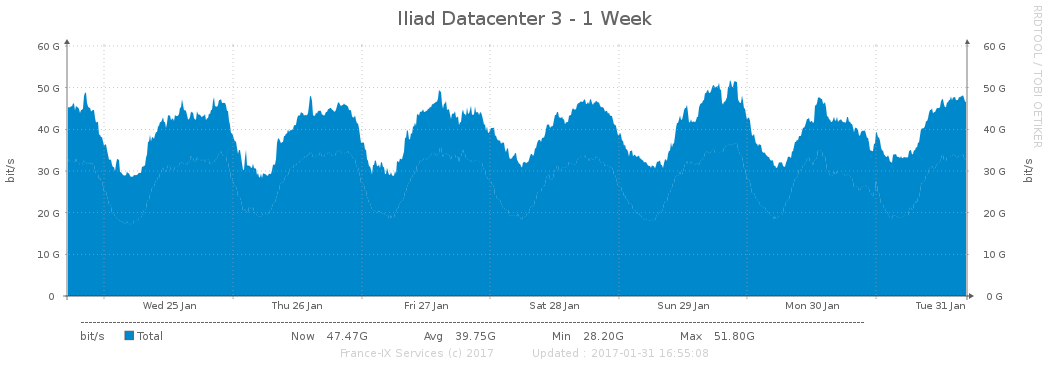 Iliad Datacenter 3 - 1 Week
RRDTOOL / TOBI OETIKER
60 G 60 G
50 G 50 G
40 G 40 G
30 G 30 G
20 G 20 G
10 G 10 G
0 0 G
bit/s
bit/s
Wed 25 Jan Thu 26 Jan Fri 27 Jan Sat 28 Jan Sun 29 Jan Mon 30 Jan Tue 31 Jan
bit/s Total Now 47.47G Avg 39.75G Min 28.20G Max 51.80G
France-IX Services (c) 2017 Updated : 2017-01-31 16:55:08